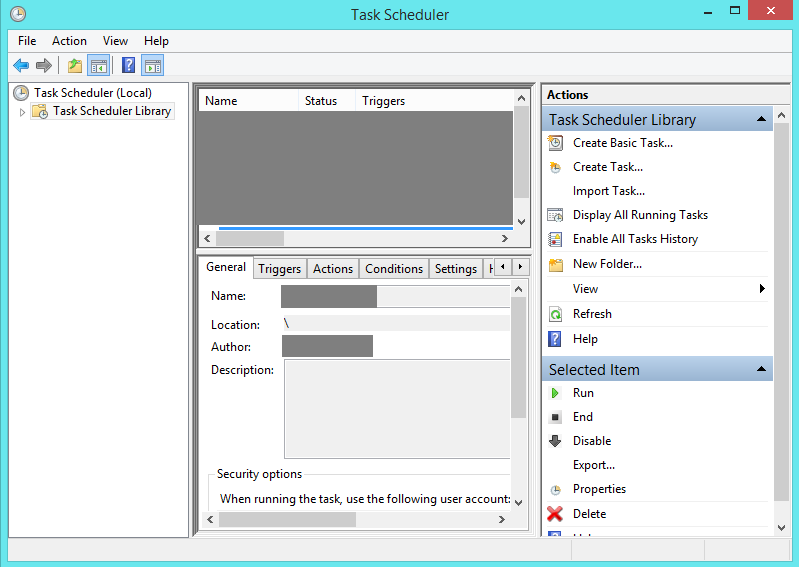 Task Scheduler
File Action View Help
Task Scheduler (Local)
Task Scheduler Library
Name Status Triggers
General Triggers Actions Conditions Settings
Name:
Location: \
Author:
Description:
Security options
When running the task, use the following user account:
Actions
Task Scheduler Library
Create Basic Task...
Create Task...
Import Task...
Display All Running Tasks
Enable All Tasks History
New Folder...
View
Refresh
Help
Selected Item
Run
End
Disable
Export...
Properties
Delete